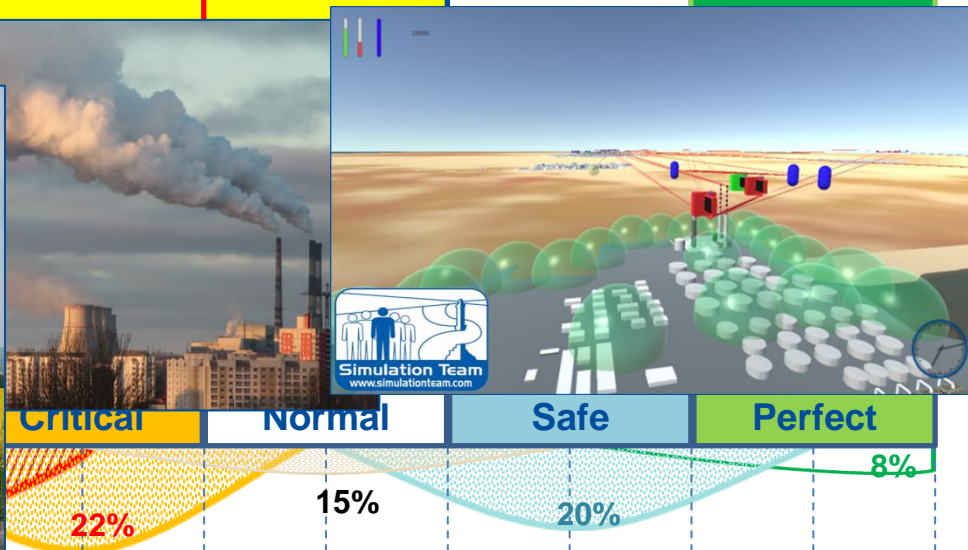 Simulation Team
www.simulationteam.com
Critical
Normal
Safe
Perfect
8%
15%
20%
22%